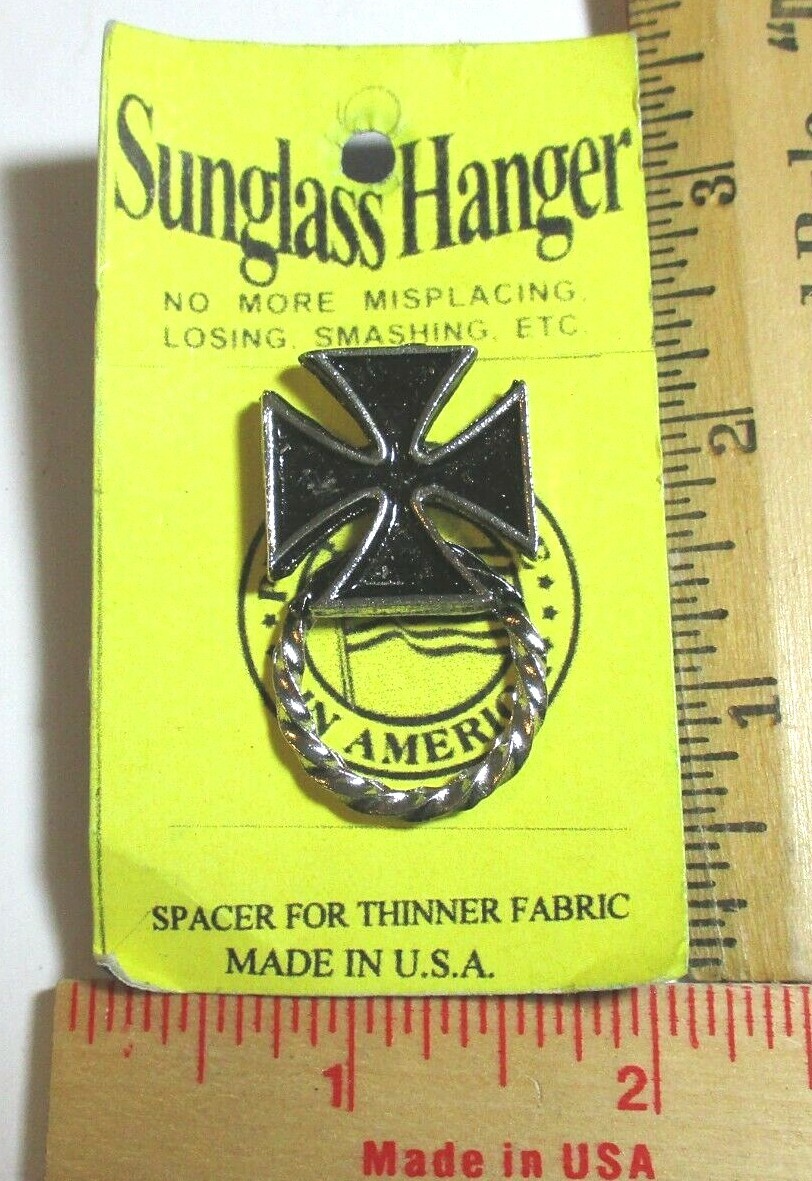 Sunglass Hanger
NO MORE MISPLACING,
LOSING, SMASHING, ETC.
IN AMERIC
SPACER FOR THINNER FABRIC
MADE IN U.S.A.
3
2
1
1 2
Made in USA